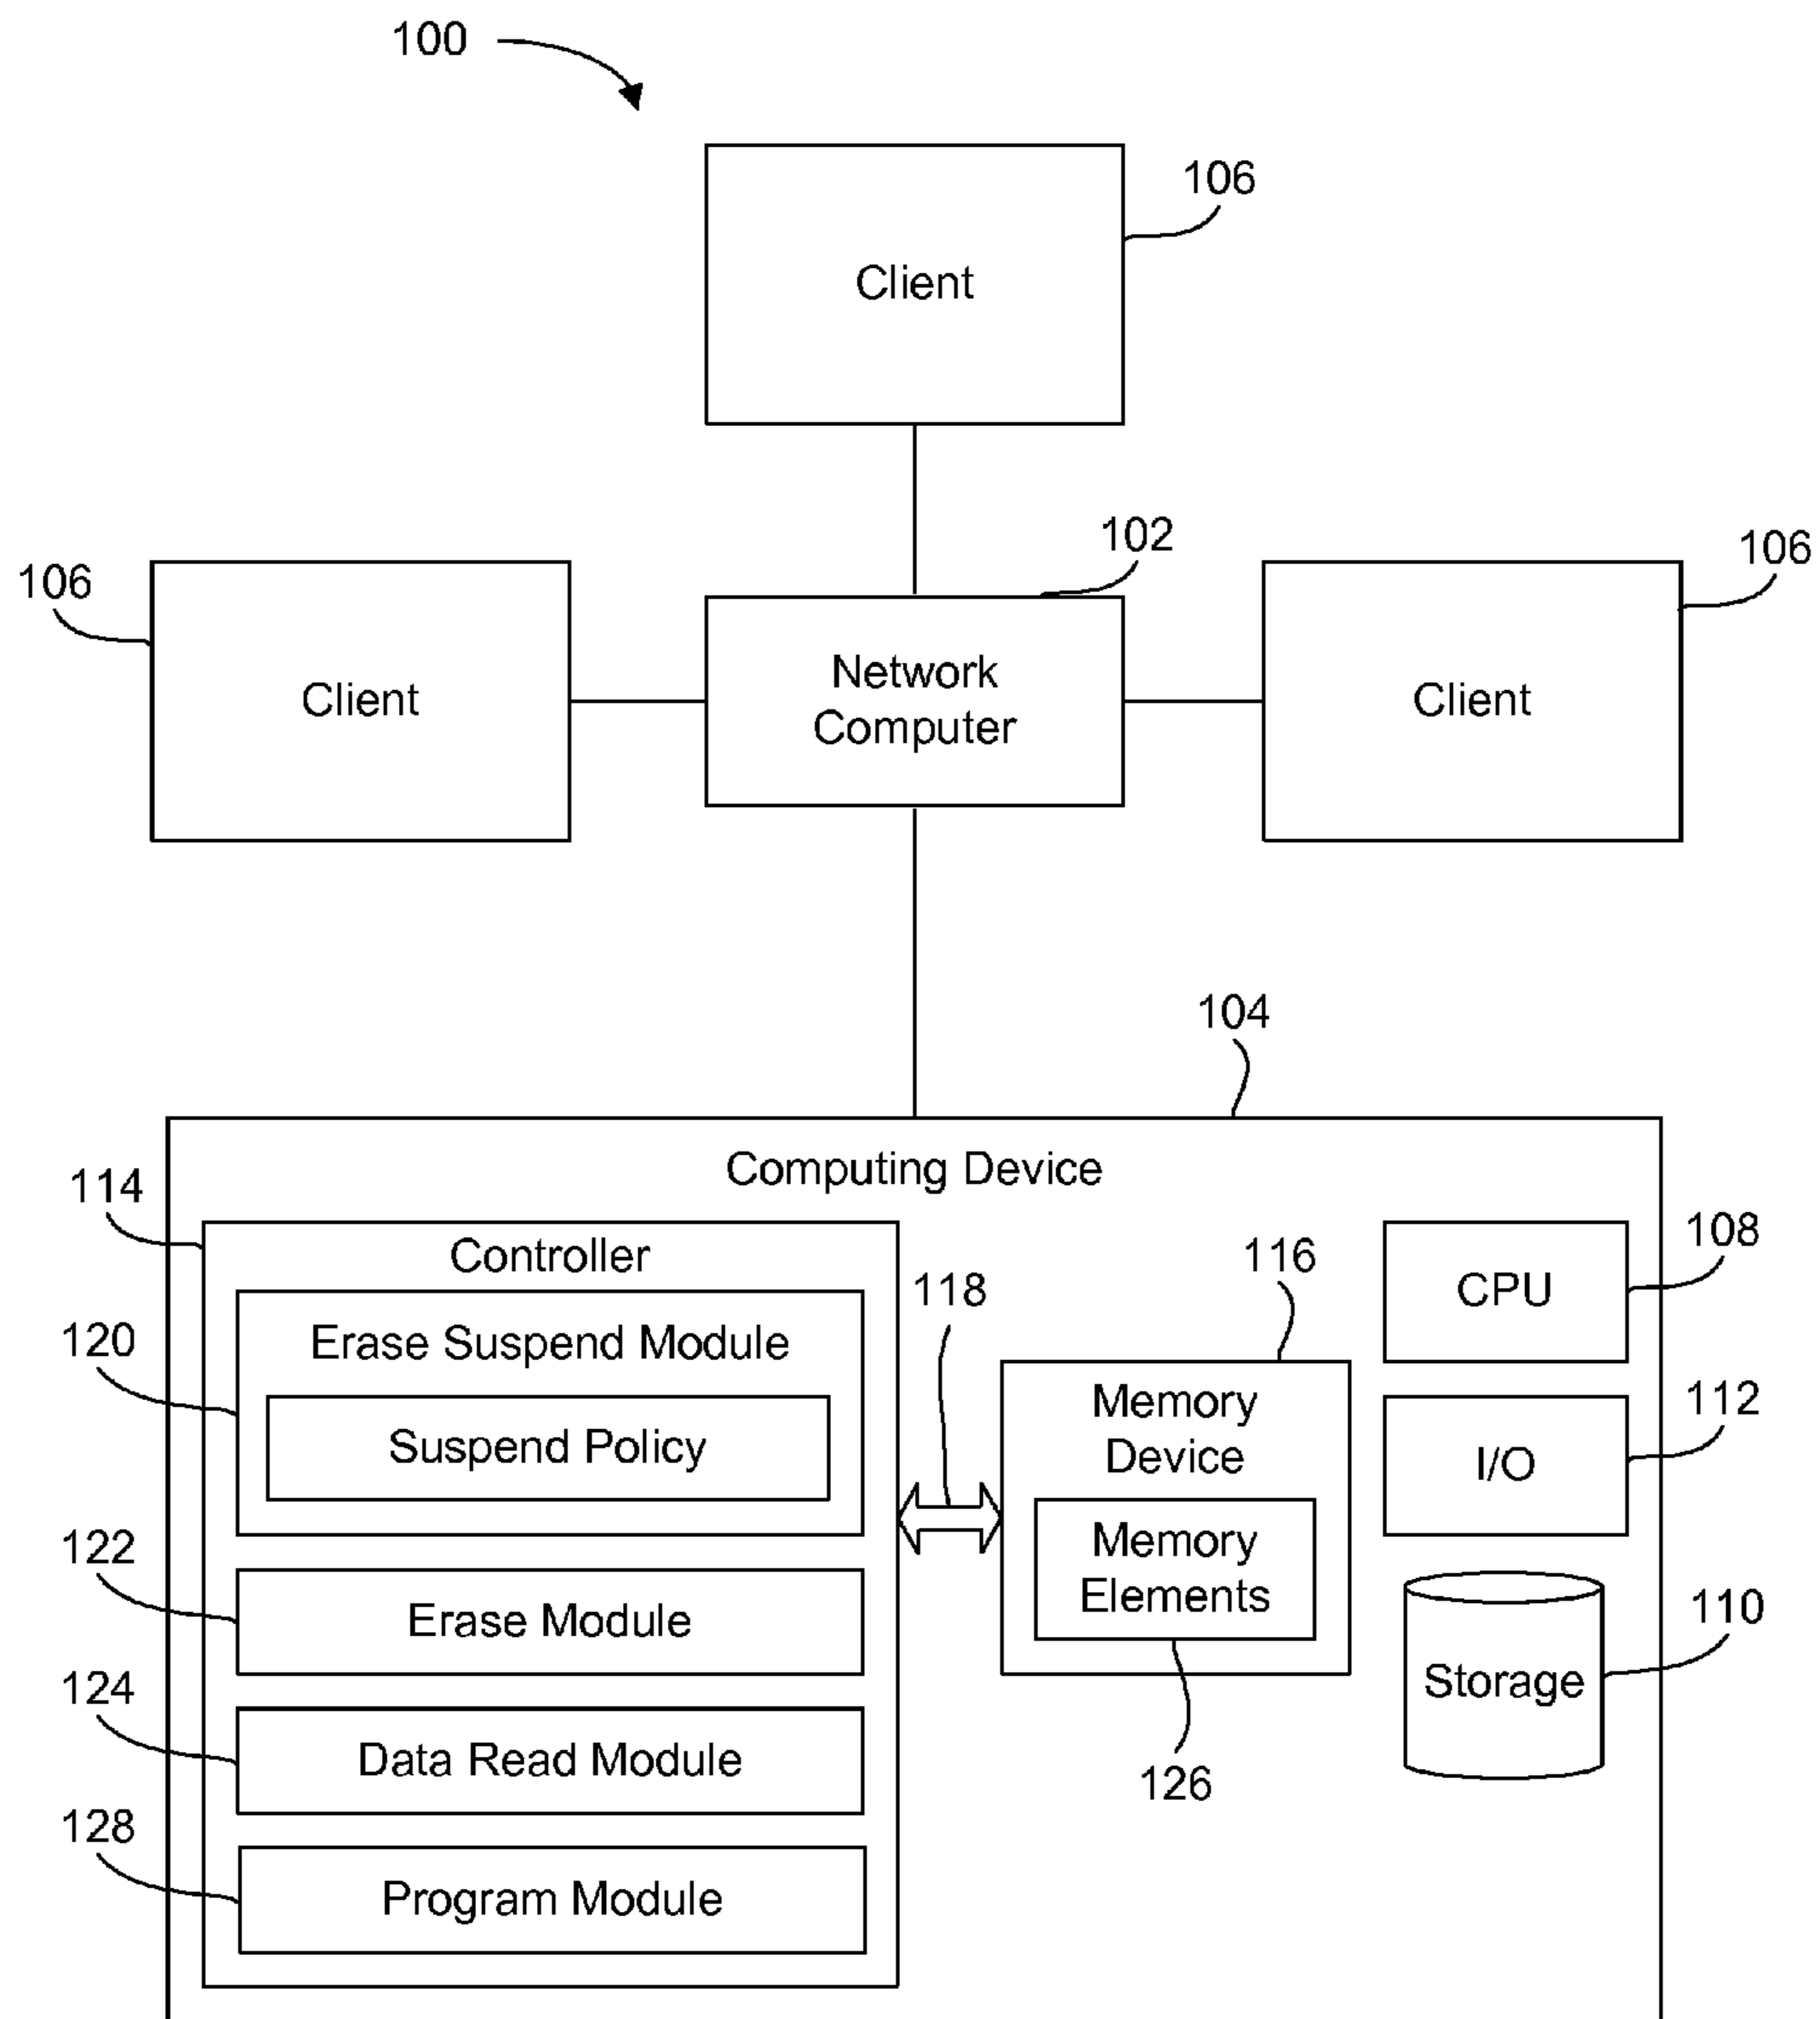 100
106
Client
102
106
106
Client
Network
Computer
Client
104
Computing Device
114
Controller
108
116
118
CPU
120
Erase Suspend Module
Memory
Device
112
Suspend Policy
I/O
122
Memory
Elements
110
Erase Module
124
Storage
Data Read Module
126
128
Program Module